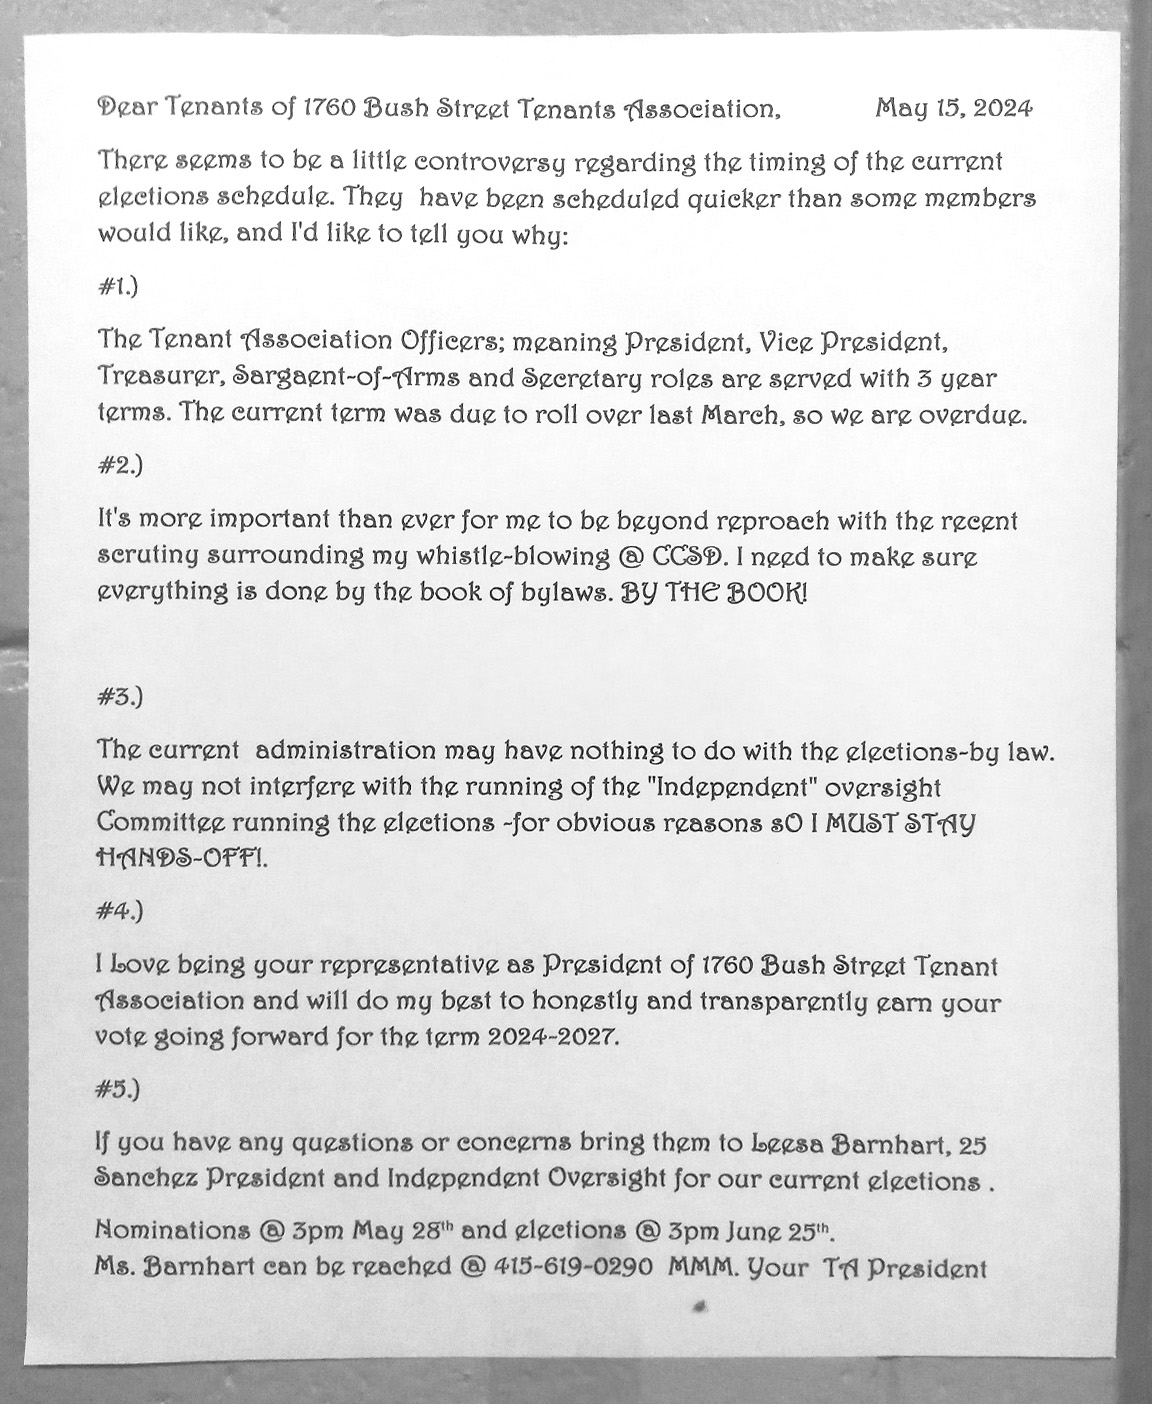 Dear Tenants of 1760 Bush Street Tenants Association, May 15, 2024
There seems to be a little controversy regarding the timing of the current
elections schedule. They have been scheduled quicker than some members
would like, and I'd like to tell you why:
#1.)
The Tenant Association Officers; meaning President, Vice President,
Treasurer, Sargaent-of-Arms and Secretary roles are served with 3 year
terms. The current term was due to roll over last March, so we are overdue.
#2.)
It's more important than ever for me to be beyond reproach with the recent
scrutiny surrounding my whistle-blowing @ CCSD. I need to make sure
everything is done by the book of bylaws. BY THE BOOK!
#3.)
The current administration may have nothing to do with the elections-by law.
We may not interfere with the running of the "Independent" oversight
Committee running the elections -for obvious reasons sO I MUST STAY
HANDS-OFF!.
#4.)
I Love being your representative as President of 1760 Bush Street Tenant
Association and will do my best to honestly and transparently earn your
vote going forward for the term 2024-2027.
#5.)
If you have any questions or concerns bring them to Leesa Barnhart, 25
Sanchez President and Independent Oversight for our current elections .
Nominations @ 3pm May 28th and elections @ 3pm June 25th.
Ms. Barnhart can be reached @ 415-619-0290 MMM. Your TA President